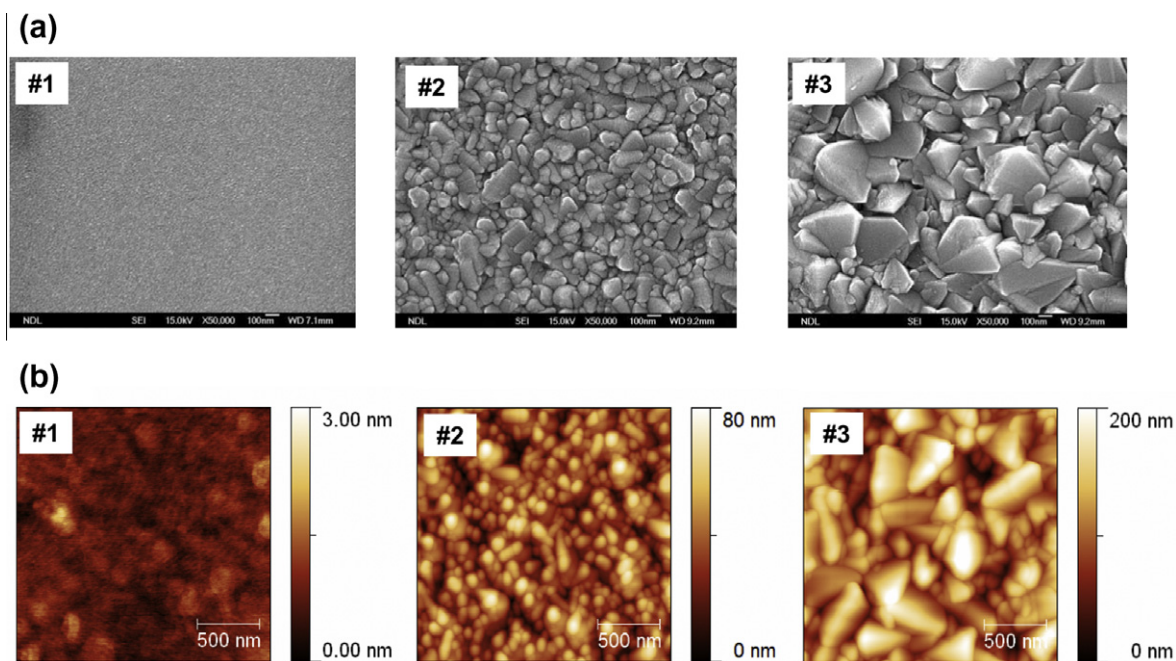 (a)
#1
#2
#3
NDL SEI 15.0kV X50,000 100nm WD 7.1mm
NDL SEI 15.0kV X50,000 100nm WD 9.2mm
NDL SEI 15.0kV X50,000 100nm WD 9.2mm
(b)
#1
3.00 nm
#2
80 nm
#3
200 nm
500 nm
0.00 nm
500 nm
0 nm
500 nm
0 nm